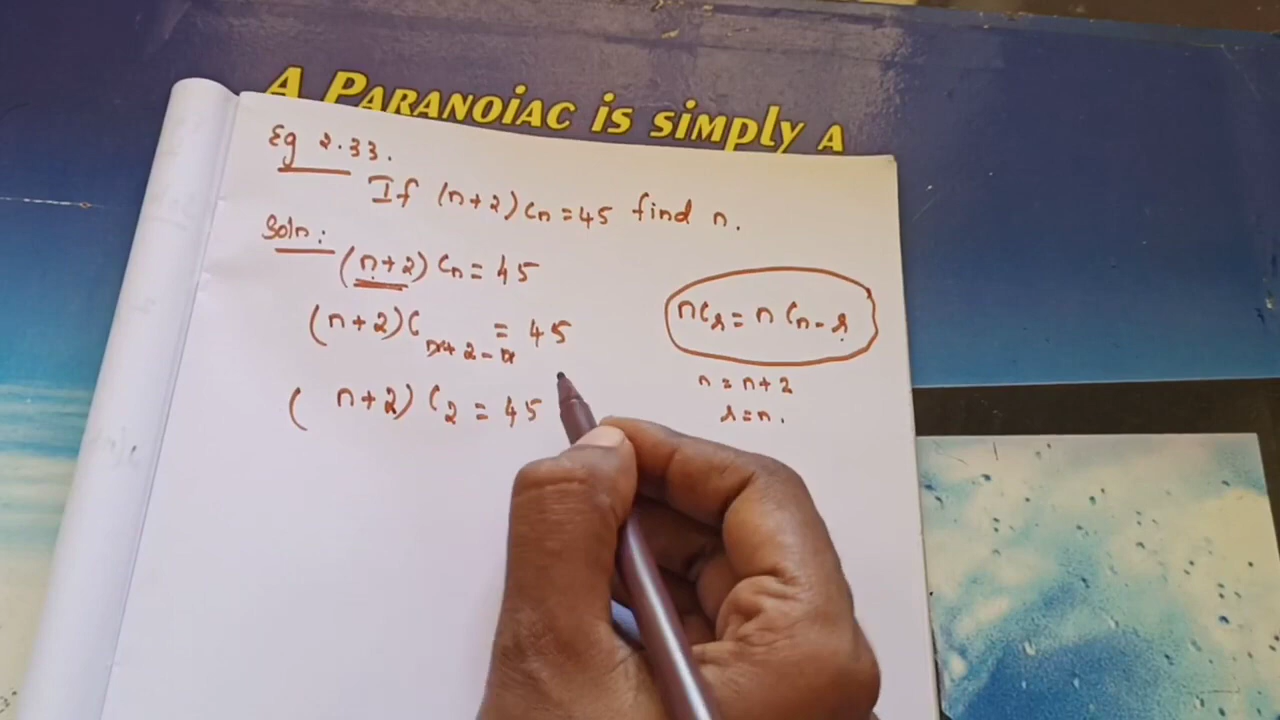 A PARANOIAC is simply A
Eg 2.33.
If (n+2)Cn = 45 find n.
Soln:
(n+2)Cn = 45
(n+2)C n+2-n = 45
(n+2)C2 = 45
nCr = nCn-r
n = n+2
r = n.